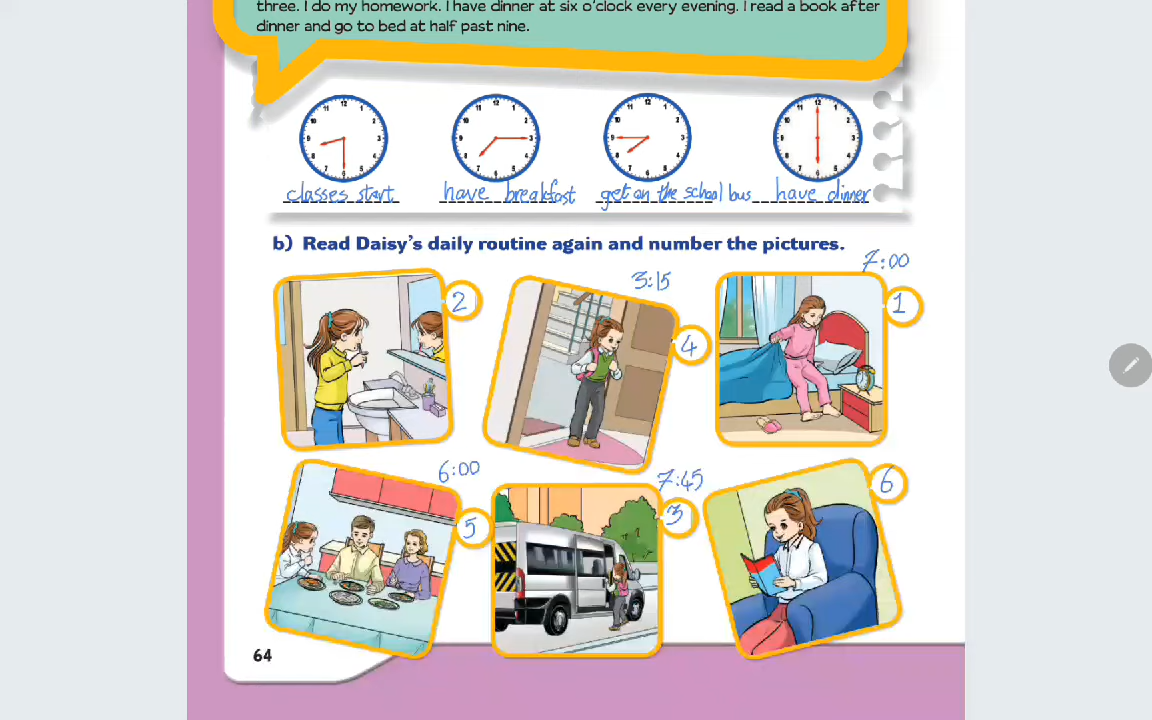 three. I do my homework. I have dinner at six o'clock every evening. I read a book after
dinner and go to bed at half past nine.
classes start have breakfast get on the school bus have dinner
b) Read Daisy's daily routine again and number the pictures.
7:00
3:15
2
4
1
6:00
7:45
5
3
6
64